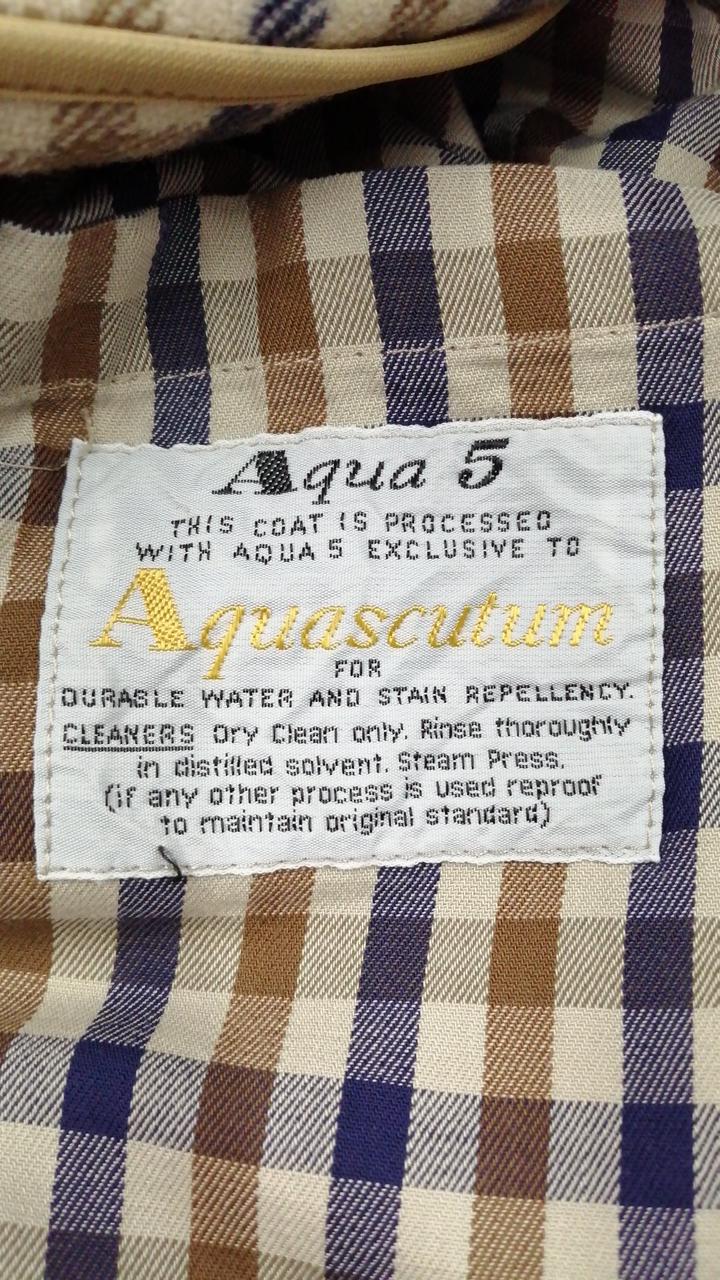 Aqua 5
THIS COAT IS PROCESSED
WITH AQUA 5 EXCLUSIVE TO
Aquascutum
FOR
DURABLE WATER AND STAIN REPELLENCY.
CLEANERS Dry Clean only. Rinse thoroughly
in distilled solvent. Steam Press.
(if any other process is used reproof
to maintain original standard)